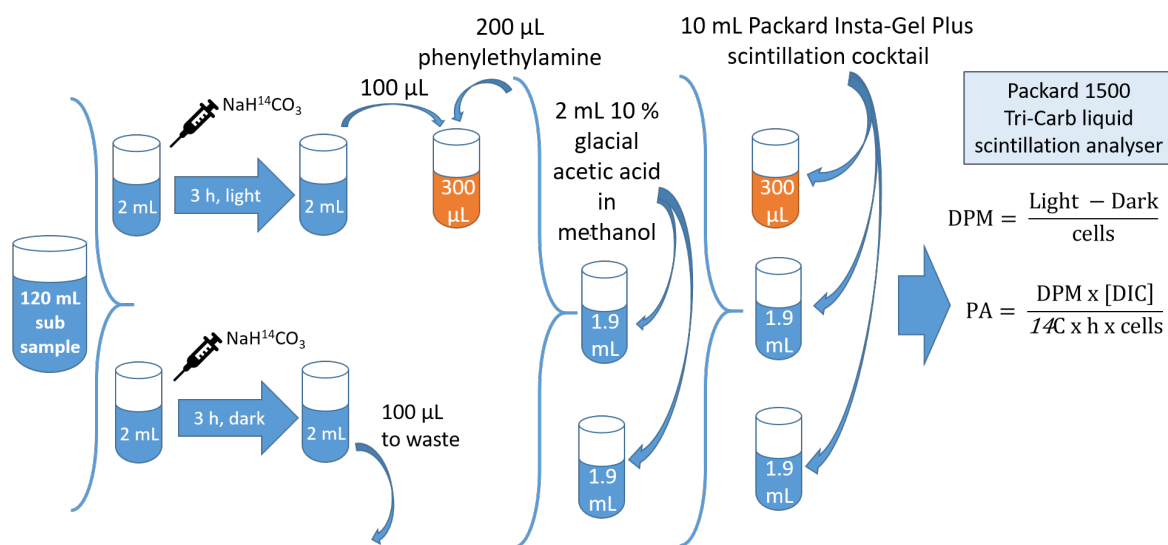 NaH¹⁴CO₃
2 mL
3 h, light
2 mL
100 µL
200 µL
phenylethylamine
300
µL
120 mL
sub
sample
NaH¹⁴CO₃
2 mL
3 h, dark
2 mL
100 µL
to waste
2 mL 10 %
glacial
acetic acid
in
methanol
1.9
mL
1.9
mL
10 mL Packard Insta-Gel Plus
scintillation cocktail
300
µL
1.9
mL
1.9
mL
Packard 1500
Tri-Carb liquid
scintillation analyser
DPM = Light − Dark / cells
PA = DPM x [DIC] / 14C x h x cells